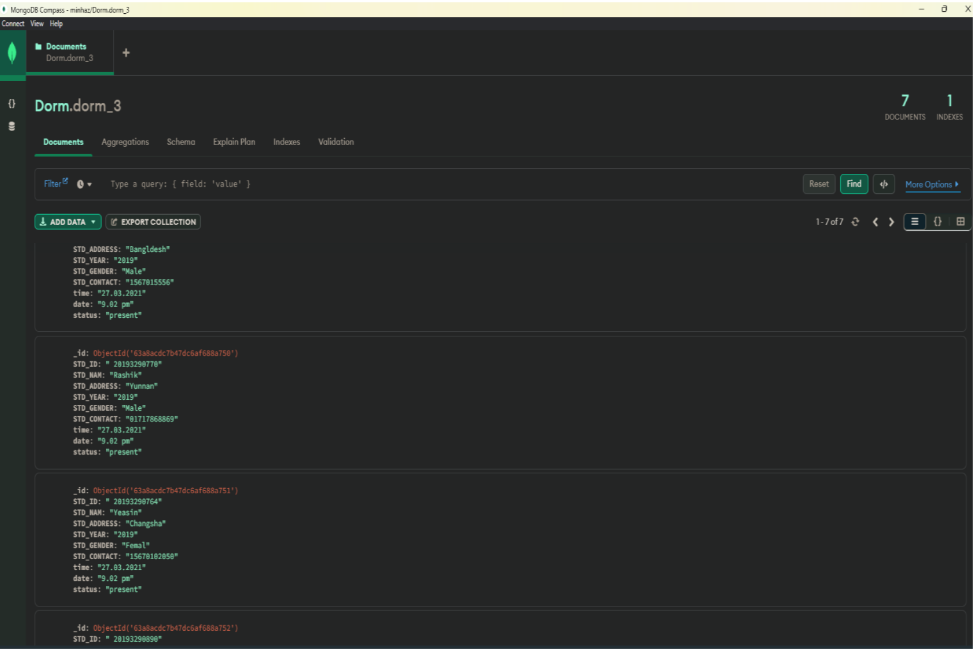 MongoDB Compass - minhaz/Dorm.dorm_3
Connect View Help
Documents
Dorm.dorm_3
Dorm.dorm_3
7
DOCUMENTS
1
INDEXES
Documents Aggregations Schema Explain Plan Indexes Validation
Filter Type a query: { field: 'value' } Reset Find More Options
ADD DATA EXPORT COLLECTION 1-7 of 7
STD_ADDRESS: "Bangldesh"
STD_YEAR: "2019"
STD_GENDER: "Male"
STD_CONTACT: "1567015556"
time: "27.03.2021"
date: "9.02 pm"
status: "present"
_id: ObjectId('63a8acdc7b47dc6af688a750')
STD_ID: " 20193290770"
STD_NAM: "Rashik"
STD_ADDRESS: "Yunnan"
STD_YEAR: "2019"
STD_GENDER: "Male"
STD_CONTACT: "01717868869"
time: "27.03.2021"
date: "9.02 pm"
status: "present"
_id: ObjectId('63a8acdc7b47dc6af688a751')
STD_ID: " 20193290764"
STD_NAM: "Yeasin"
STD_ADDRESS: "Changsha"
STD_YEAR: "2019"
STD_GENDER: "Femal"
STD_CONTACT: "15670102050"
time: "27.03.2021"
date: "9.02 pm"
status: "present"
_id: ObjectId('63a8acdc7b47dc6af688a752')
STD_ID: " 20193290890"